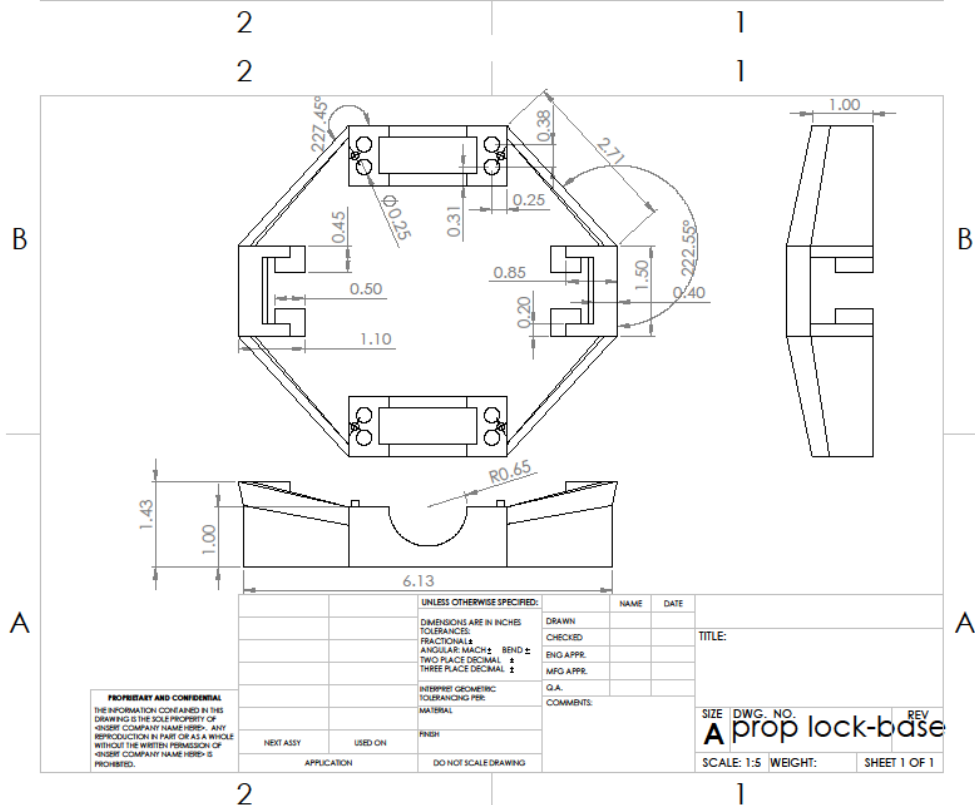 2 1
2 1
B B
A A
227.45°
0.38
2.71
1.00
Ø0.25
0.31
0.25
0.45
0.50
1.10
0.85
0.20
222.55°
1.50
0.40
R0.65
1.43
1.00
6.13
UNLESS OTHERWISE SPECIFIED:
DIMENSIONS ARE IN INCHES
TOLERANCES:
FRACTIONAL±
ANGULAR: MACH± BEND ±
TWO PLACE DECIMAL ±
THREE PLACE DECIMAL ±
INTERPRET GEOMETRIC
TOLERANCING PER:
MATERIAL
FINISH
DO NOT SCALE DRAWING
NAME DATE
DRAWN
CHECKED
ENG APPR.
MFG APPR.
Q.A.
COMMENTS:
TITLE:
SIZE DWG. NO. REV
A prop lock-base
SCALE: 1:5 WEIGHT: SHEET 1 OF 1
PROPRIETARY AND CONFIDENTIAL
THE INFORMATION CONTAINED IN THIS
DRAWING IS THE SOLE PROPERTY OF
<INSERT COMPANY NAME HERE>. ANY
REPRODUCTION IN PART OR AS A WHOLE
WITHOUT THE WRITTEN PERMISSION OF
<INSERT COMPANY NAME HERE> IS
PROHIBITED.
NEXT ASSY USED ON
APPLICATION
2 1